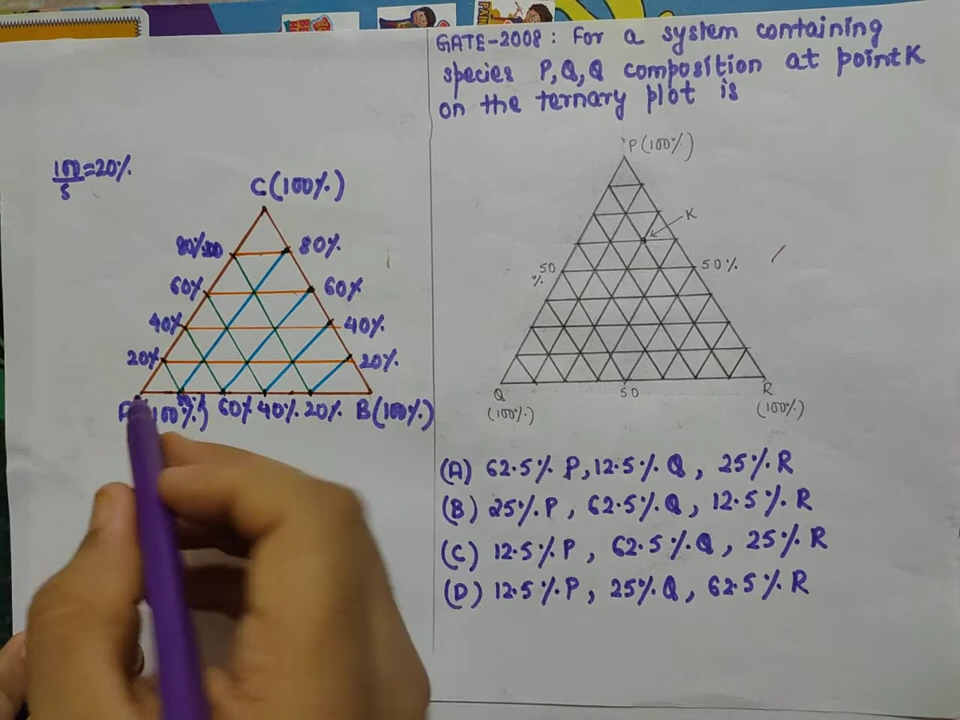 GATE-2008: For a system containing
species P,Q,Q composition at point K
on the ternary plot is
100/5 = 20%
C(100%)
80% 80%
60% 60%
40% 40%
20% 20%
(100%) 60% 40% 20% B(100%)
P(100%)
K
50 % 50%
Q (100%)
50
R (100%)
(A) 62.5% P, 12.5% Q, 25% R
(B) 25% P, 62.5% Q, 12.5% R
(C) 12.5% P, 62.5% Q, 25% R
(D) 12.5% P, 25% Q, 62.5% R